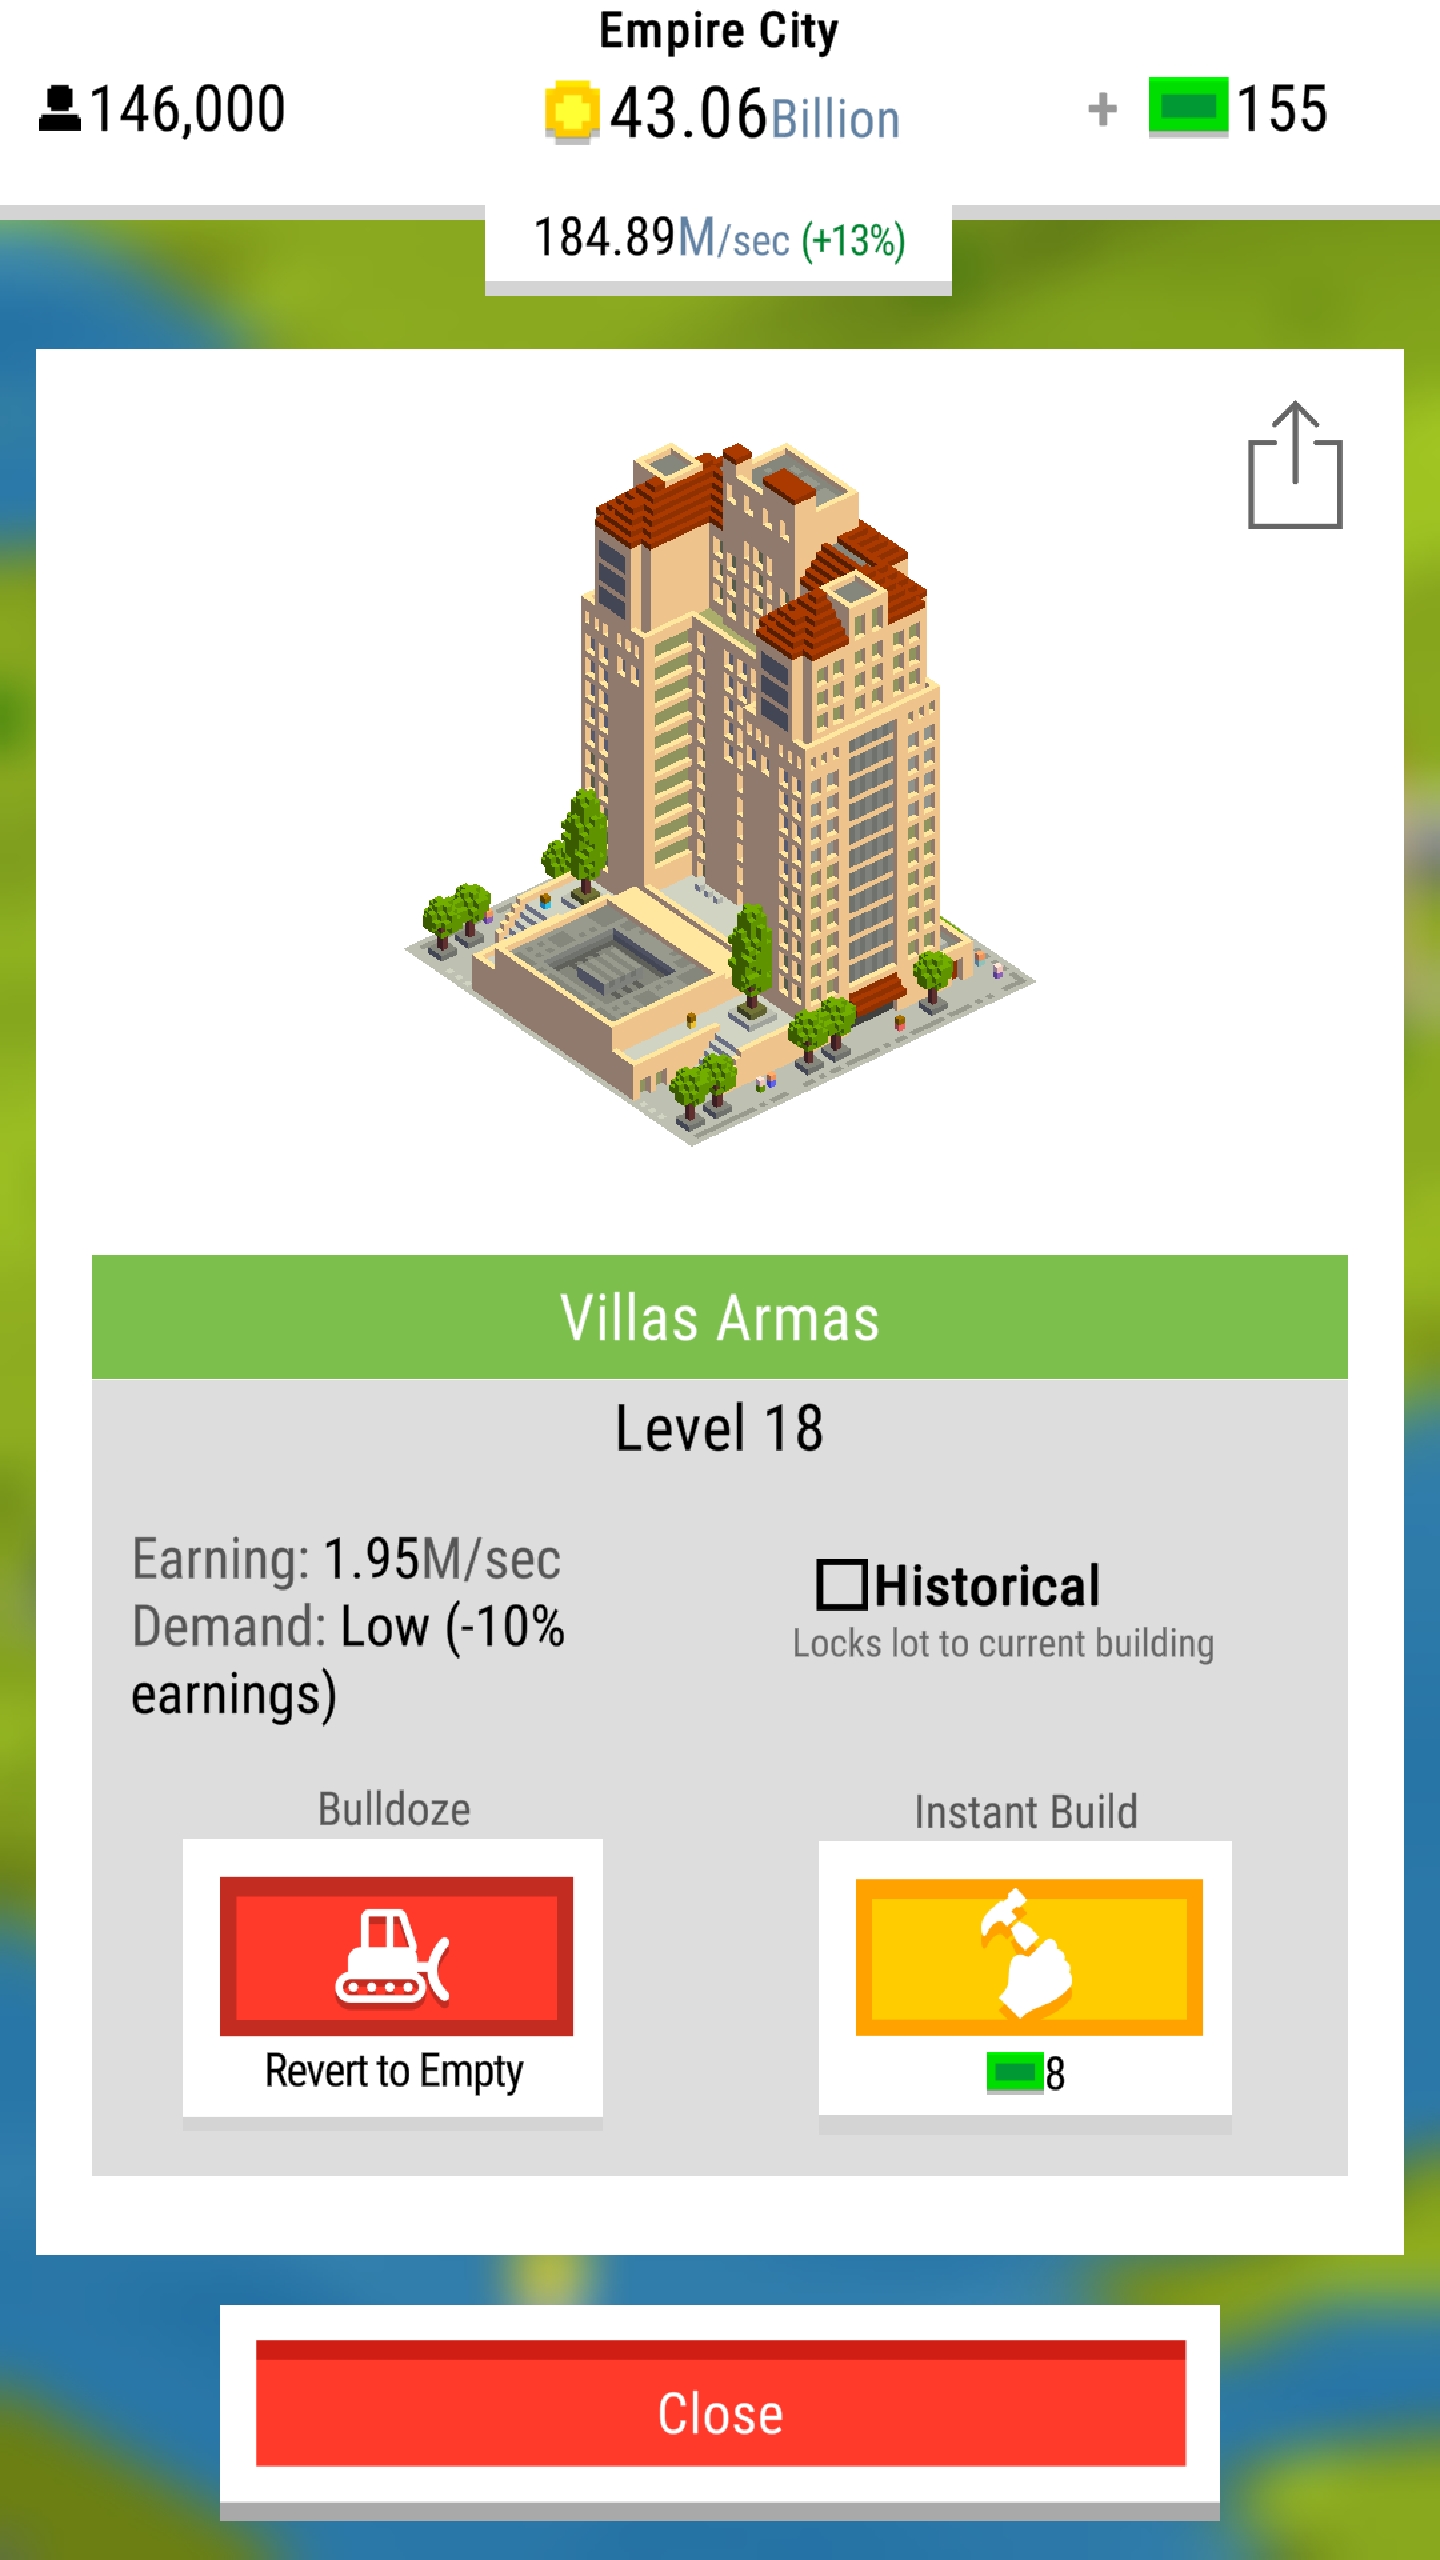 Empire City
146,000
43.06Billion
+ 155
184.89M/sec (+13%)
Villas Armas
Level 18
Earning: 1.95M/sec
Demand: Low (-10%
earnings)
Historical
Locks lot to current building
Bulldoze
Revert to Empty
Instant Build
8
Close